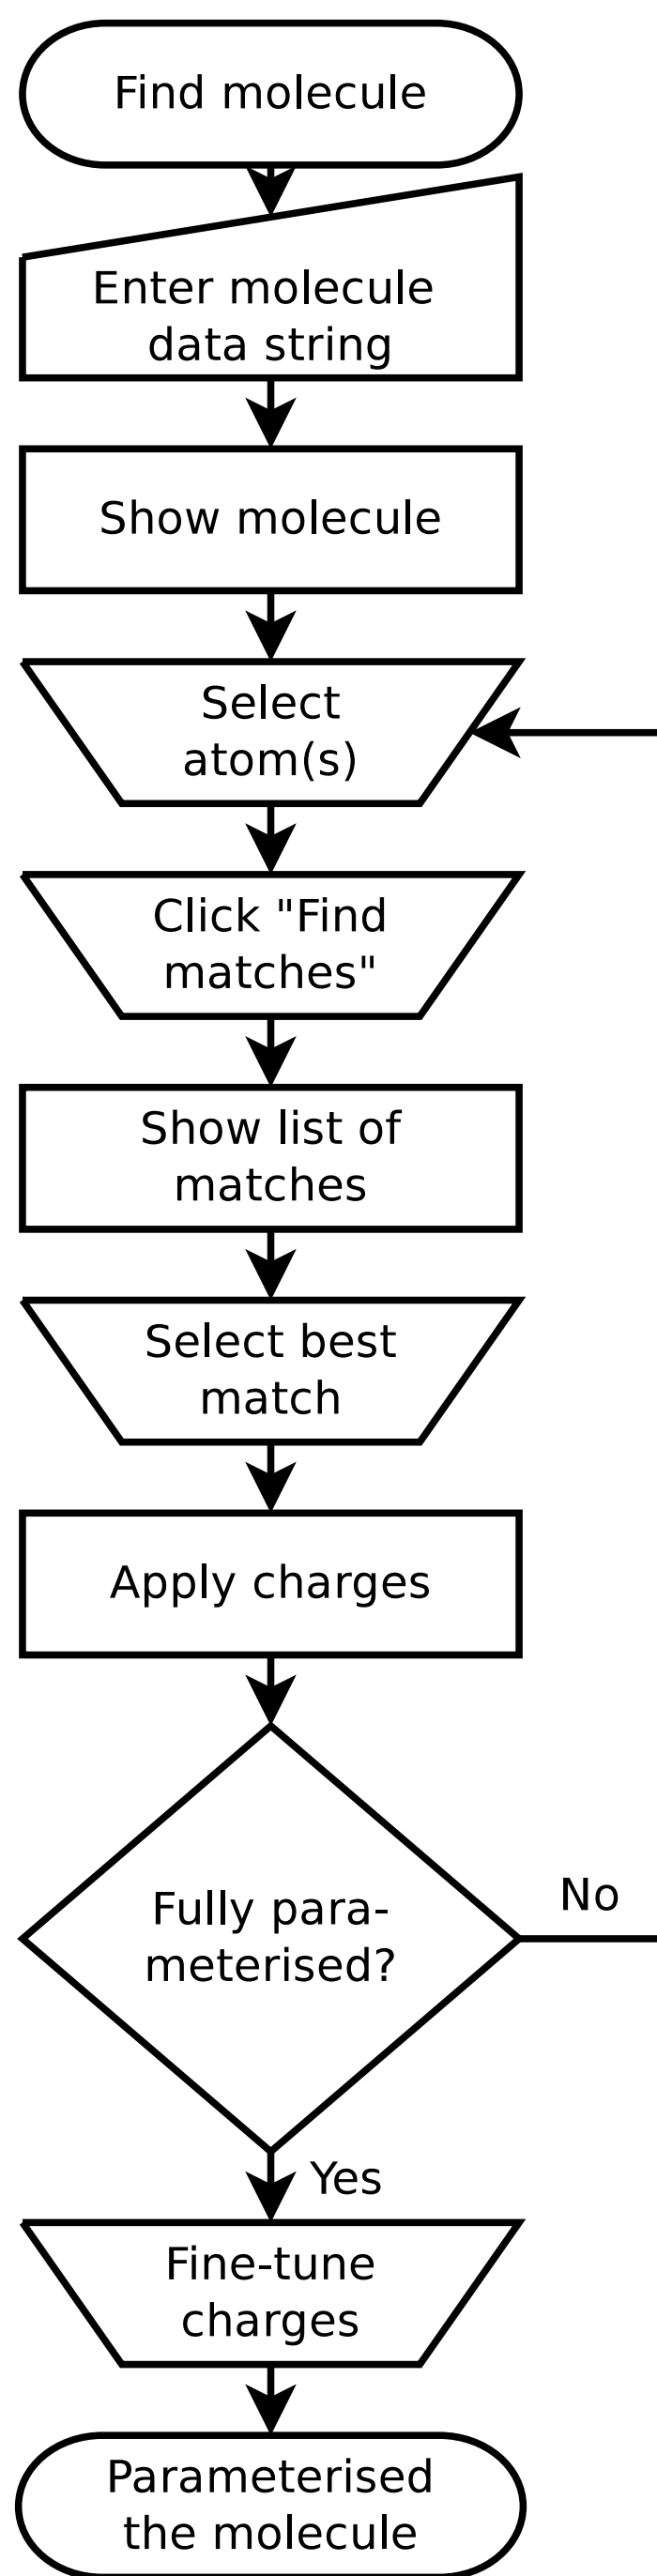 Find molecule
Enter molecule
data string
Show molecule
Select
atom(s)
Click "Find
matches"
Show list of
matches
Select best
match
Apply charges
Fully para-
meterised?
No
Yes
Fine-tune
charges
Parameterised
the molecule